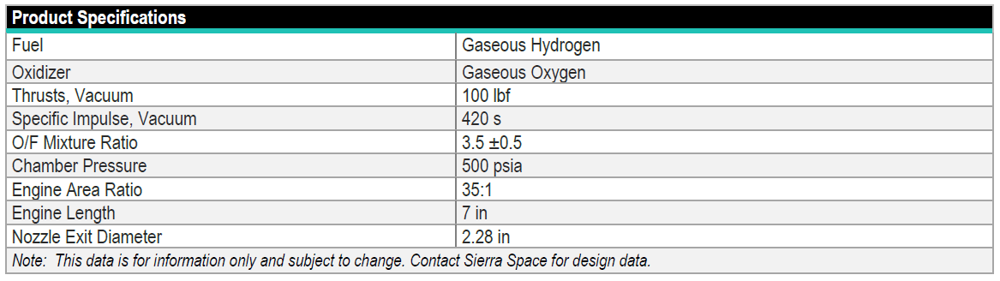 Product Specifications
Fuel Gaseous Hydrogen
Oxidizer Gaseous Oxygen
Thrusts, Vacuum 100 lbf
Specific Impulse, Vacuum 420 s
O/F Mixture Ratio 3.5 ±0.5
Chamber Pressure 500 psia
Engine Area Ratio 35:1
Engine Length 7 in
Nozzle Exit Diameter 2.28 in
Note: This data is for information only and subject to change. Contact Sierra Space for design data.